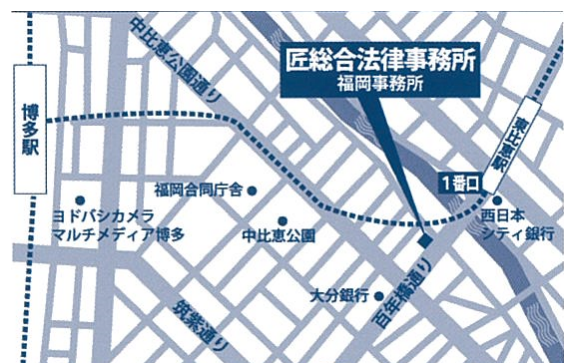 中比恵公園通り
匠総合法律事務所
福岡事務所
博多駅
東比恵駅
1番口
福岡合同庁舎
ヨドバシカメラ
マルチメディア博多
中比恵公園
西日本
シティ銀行
大分銀行
百年橋通り
筑紫通り